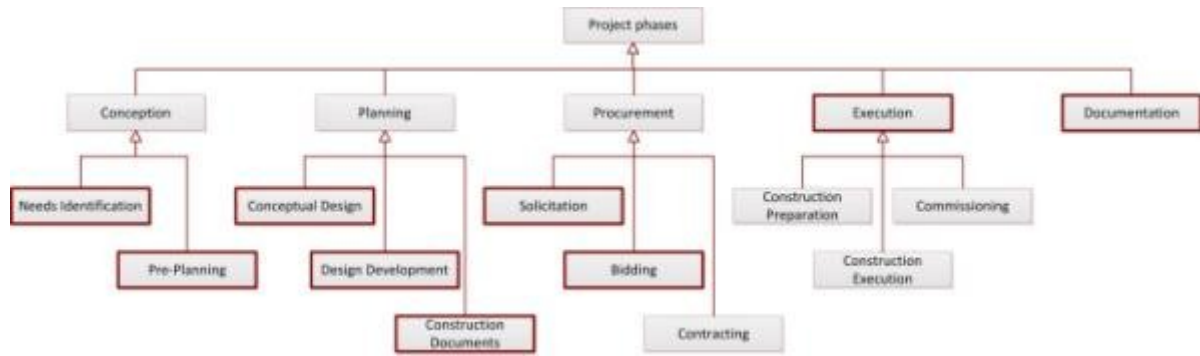 Project phases
Conception
Planning
Procurement
Execution
Documentation
Needs Identification
Conceptual Design
Solicitation
Construction
Preparation
Commissioning
Pre-Planning
Design Development
Bidding
Construction
Execution
Construction
Documents
Contracting